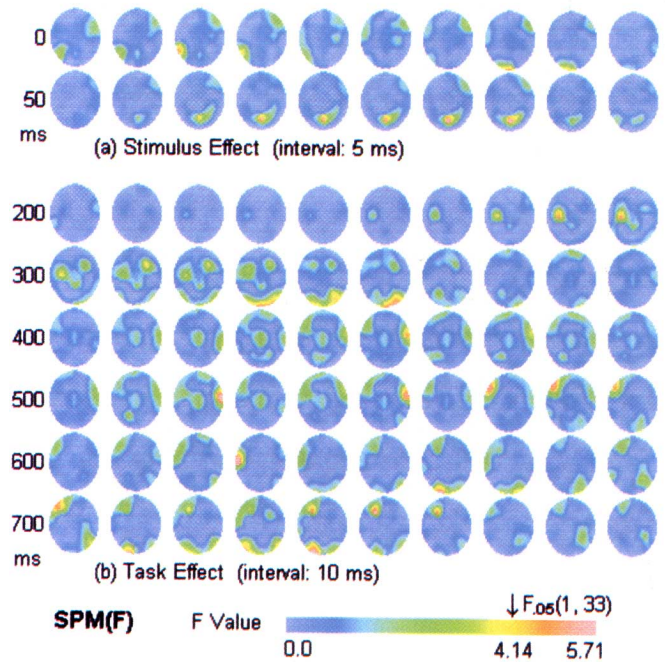 0
50
ms
(a) Stimulus Effect (interval: 5 ms)
200
300
400
500
600
700
ms
(b) Task Effect (interval: 10 ms)
SPM(F) F Value ↓F.05(1, 33)
0.0 4.14 5.71